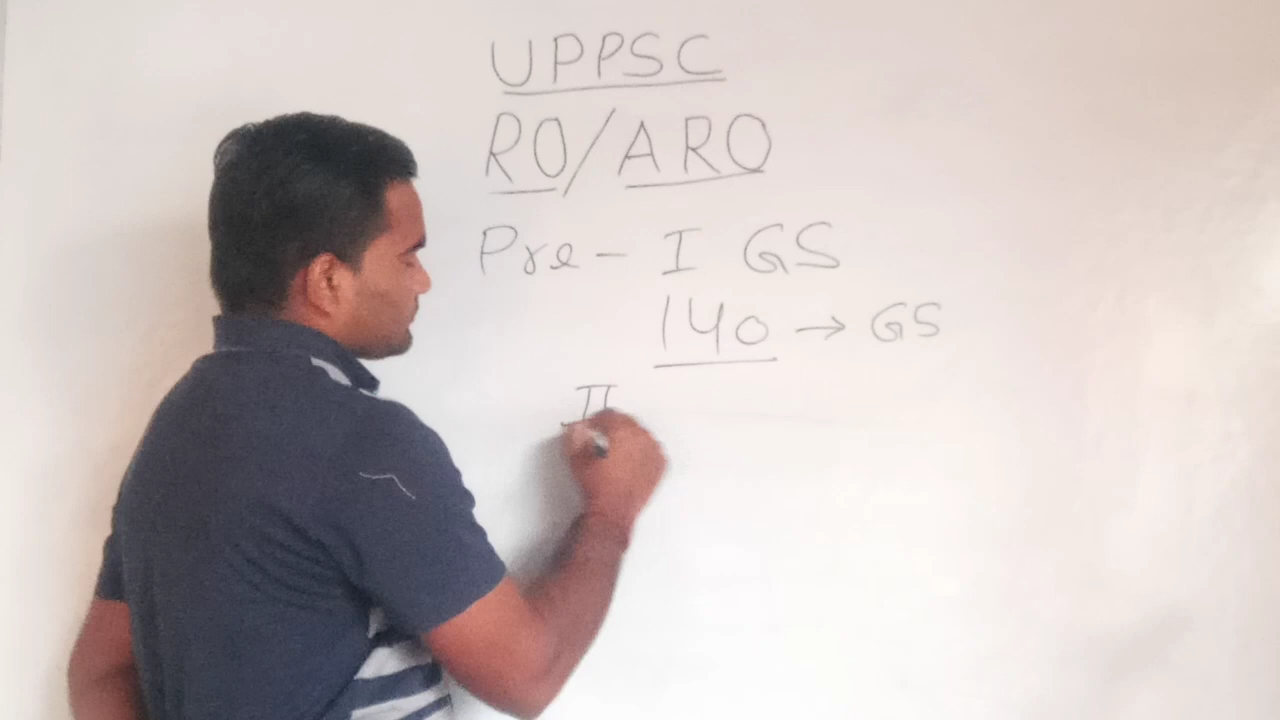 UPPSC
RO/ARO
Pre- I GS
140 → GS
II